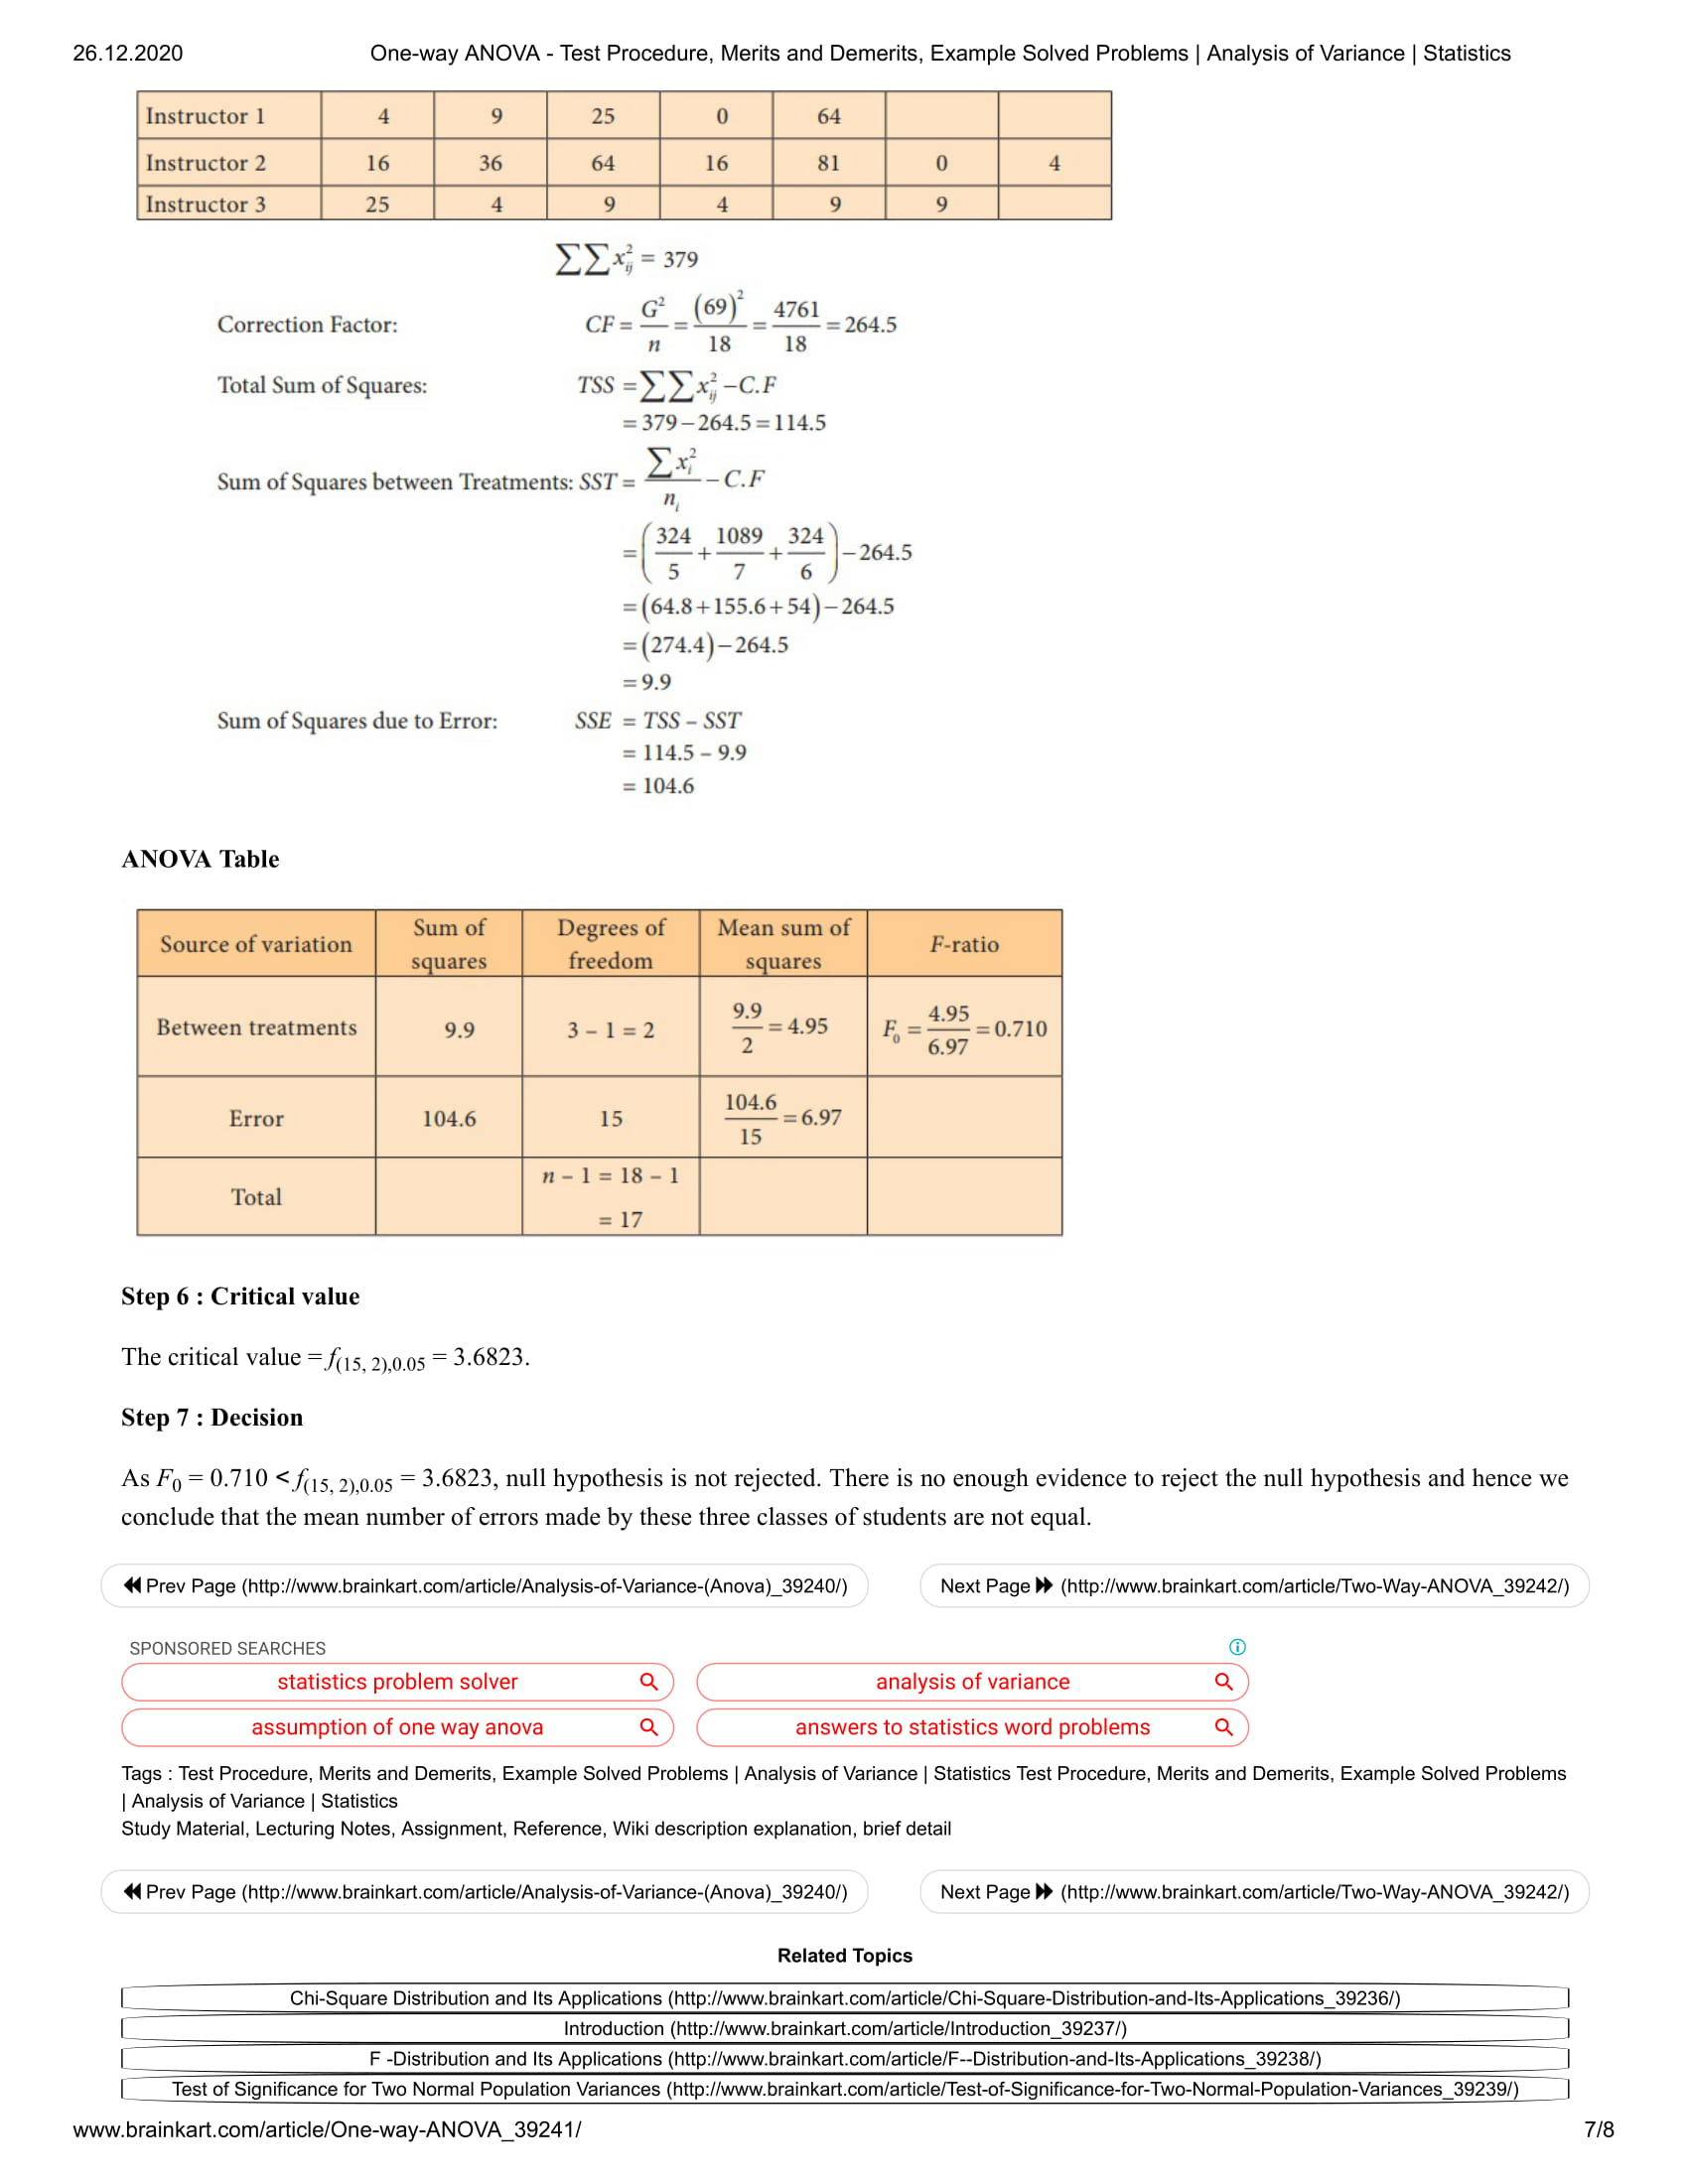 26.12.2020 One-way ANOVA - Test Procedure, Merits and Demerits, Example Solved Problems | Analysis of Variance | Statistics
Instructor 1 4 9 25 0 64
Instructor 2 16 36 64 16 81 0 4
Instructor 3 25 4 9 4 9 9
∑∑x²ᵢⱼ = 379
Correction Factor: CF = G²/n = (69)²/18 = 4761/18 = 264.5
Total Sum of Squares: TSS = ∑∑x²ᵢⱼ – C.F
= 379 – 264.5 = 114.5
Sum of Squares between Treatments: SST = ∑x²ᵢ/nᵢ – C.F
= (324/5 + 1089/7 + 324/6) – 264.5
= (64.8 + 155.6 + 54) – 264.5
= (274.4) – 264.5
= 9.9
Sum of Squares due to Error: SSE = TSS – SST
= 114.5 – 9.9
= 104.6
ANOVA Table
Source of variation Sum of squares Degrees of freedom Mean sum of squares F-ratio
Between treatments 9.9 3 – 1 = 2 9.9/2 = 4.95 F₀ = 4.95/6.97 = 0.710
Error 104.6 15 104.6/15 = 6.97
Total n – 1 = 18 – 1 = 17
Step 6 : Critical value
The critical value = f(15, 2),0.05 = 3.6823.
Step 7 : Decision
As F₀ = 0.710 < f(15, 2),0.05 = 3.6823, null hypothesis is not rejected. There is no enough evidence to reject the null hypothesis and hence we
conclude that the mean number of errors made by these three classes of students are not equal.
Prev Page (http://www.brainkart.com/article/Analysis-of-Variance-(Anova)_39240/) Next Page (http://www.brainkart.com/article/Two-Way-ANOVA_39242/)
SPONSORED SEARCHES
statistics problem solver analysis of variance
assumption of one way anova answers to statistics word problems
Tags : Test Procedure, Merits and Demerits, Example Solved Problems | Analysis of Variance | Statistics Test Procedure, Merits and Demerits, Example Solved Problems
| Analysis of Variance | Statistics
Study Material, Lecturing Notes, Assignment, Reference, Wiki description explanation, brief detail
Prev Page (http://www.brainkart.com/article/Analysis-of-Variance-(Anova)_39240/) Next Page (http://www.brainkart.com/article/Two-Way-ANOVA_39242/)
Related Topics
Chi-Square Distribution and Its Applications (http://www.brainkart.com/article/Chi-Square-Distribution-and-Its-Applications_39236/)
Introduction (http://www.brainkart.com/article/Introduction_39237/)
F -Distribution and Its Applications (http://www.brainkart.com/article/F--Distribution-and-Its-Applications_39238/)
Test of Significance for Two Normal Population Variances (http://www.brainkart.com/article/Test-of-Significance-for-Two-Normal-Population-Variances_39239/)
www.brainkart.com/article/One-way-ANOVA_39241/ 7/8